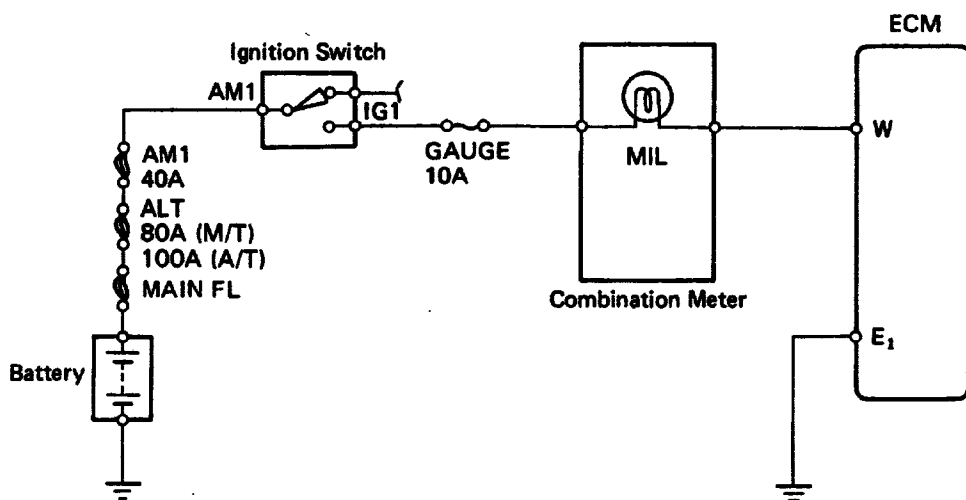 ECM
Ignition Switch
AM1
IG1
W
GAUGE
10A
MIL
AM1
40A
ALT
80A (M/T)
100A (A/T)
MAIN FL
Combination Meter
E₁
Battery